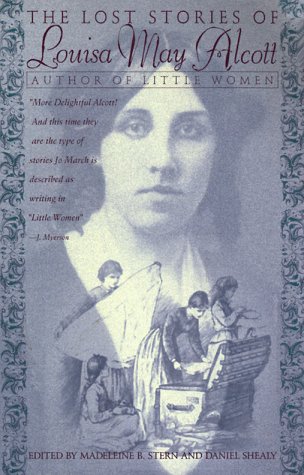 THE LOST STORIES OF
Louisa May Alcott
AUTHOR OF LITTLE WOMEN
"More Delightful Alcott!
And this time they
are the type of
stories Jo March is
described as
writing in
"Little Women"
—J. Myerson
EDITED BY MADELEINE B. STERN AND DANIEL SHEALY